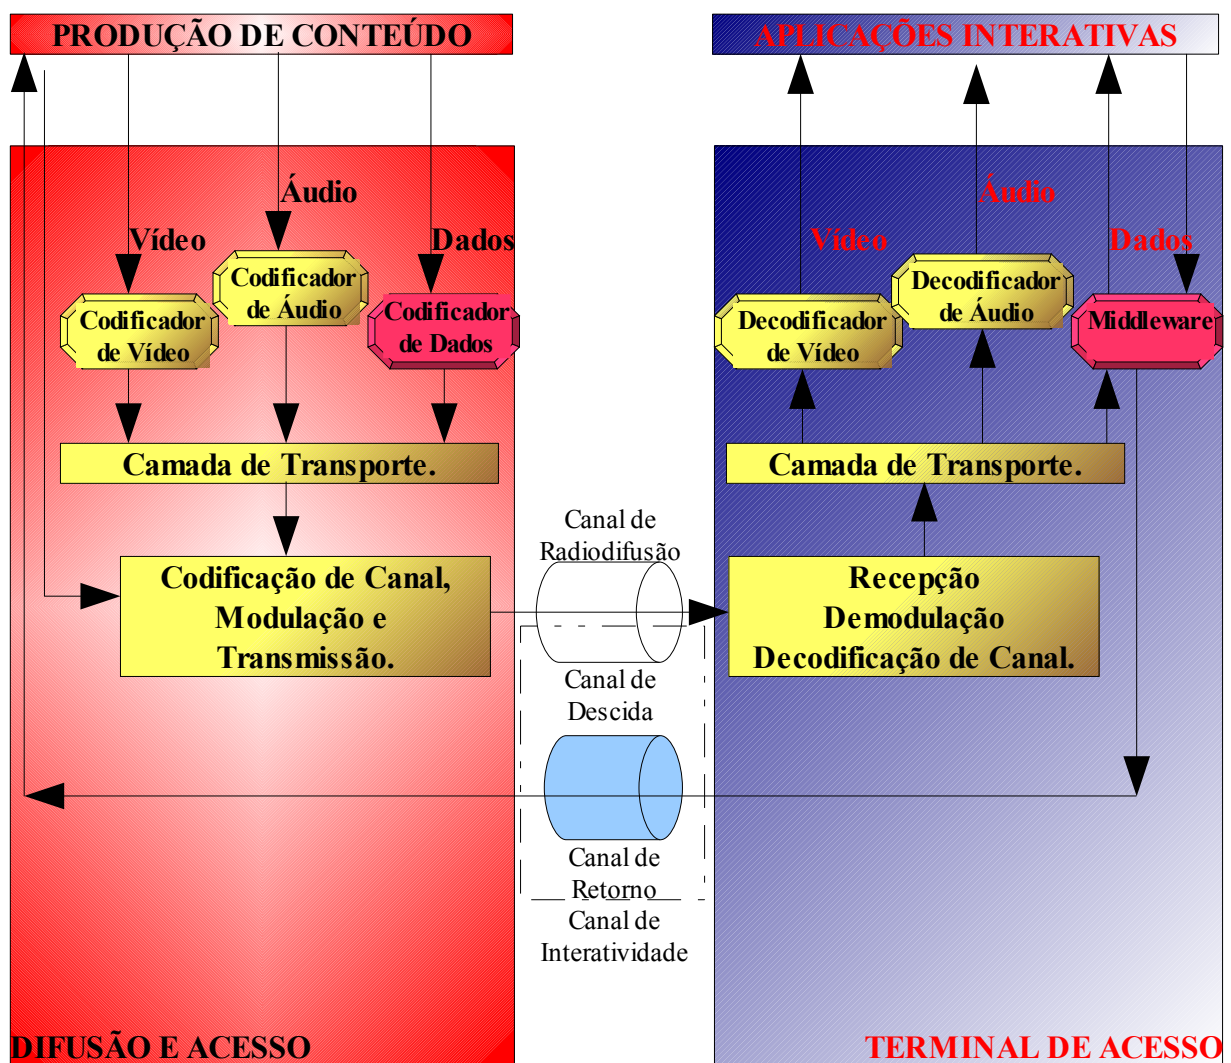 PRODUÇÃO DE CONTEÚDO
APLICAÇÕES INTERATIVAS
Áudio
Vídeo
Dados
Codificador
de Áudio
Codificador
de Vídeo
Codificador
de Dados
Camada de Transporte.
Codificação de Canal,
Modulação e
Transmissão.
Canal de
Radiodifusão
Canal de
Descida
Canal de
Retorno
Canal de
Interatividade
Áudio
Vídeo
Dados
Decodificador
de Áudio
Decodificador
de Vídeo
Middleware
Camada de Transporte.
Recepção
Demodulação
Decodificação de Canal.
DIFUSÃO E ACESSO
TERMINAL DE ACESSO